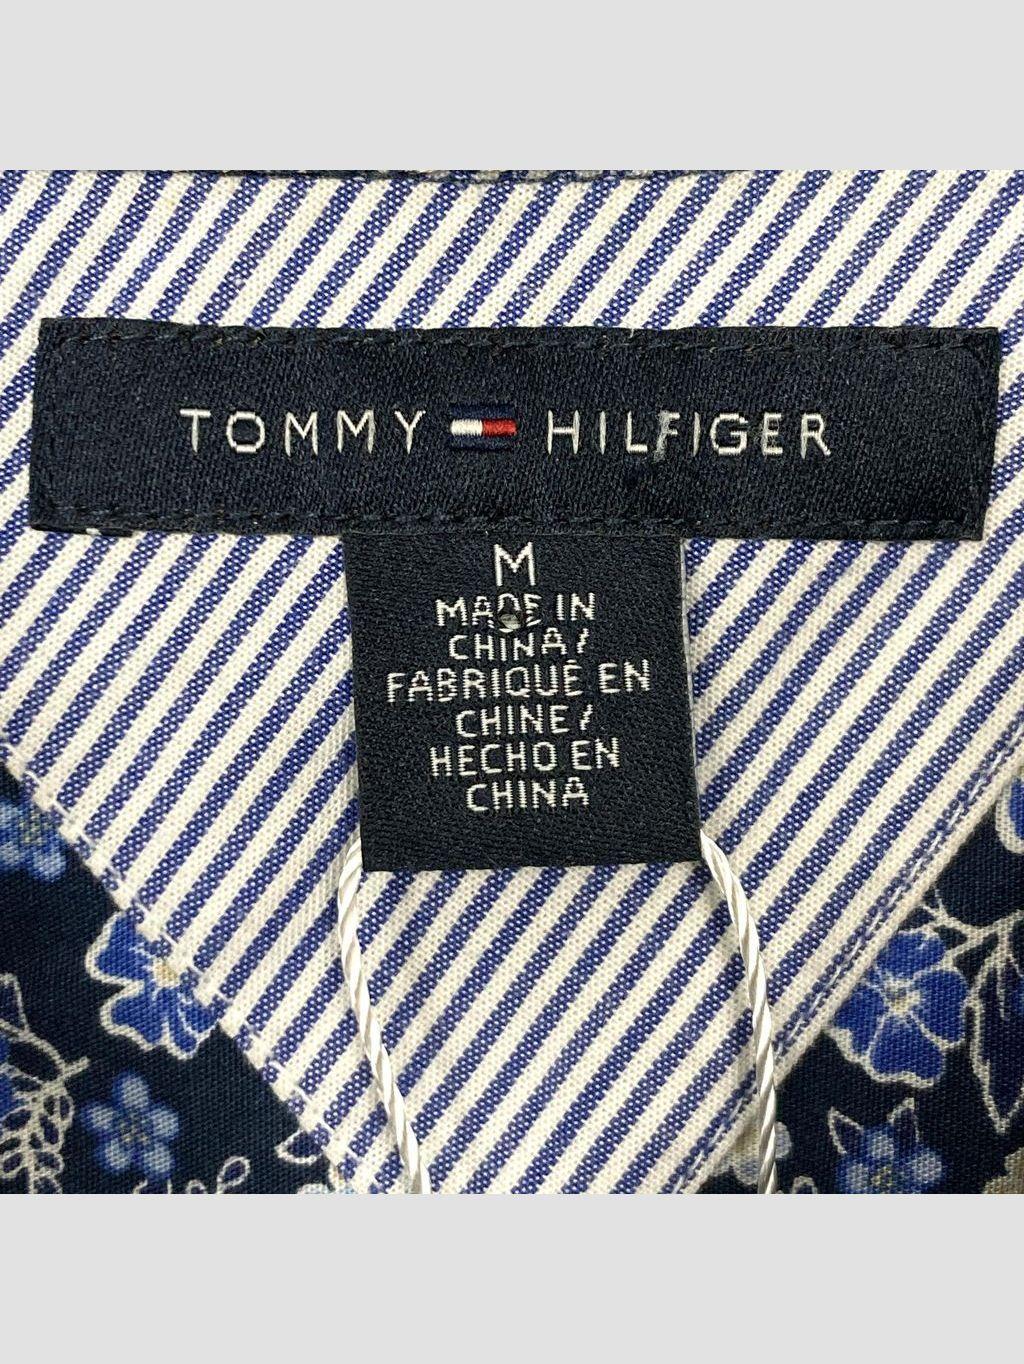 TOMMY HILFIGER
M
MADE IN
CHINA/
FABRIQUÉ EN
CHINE/
HECHO EN
CHINA